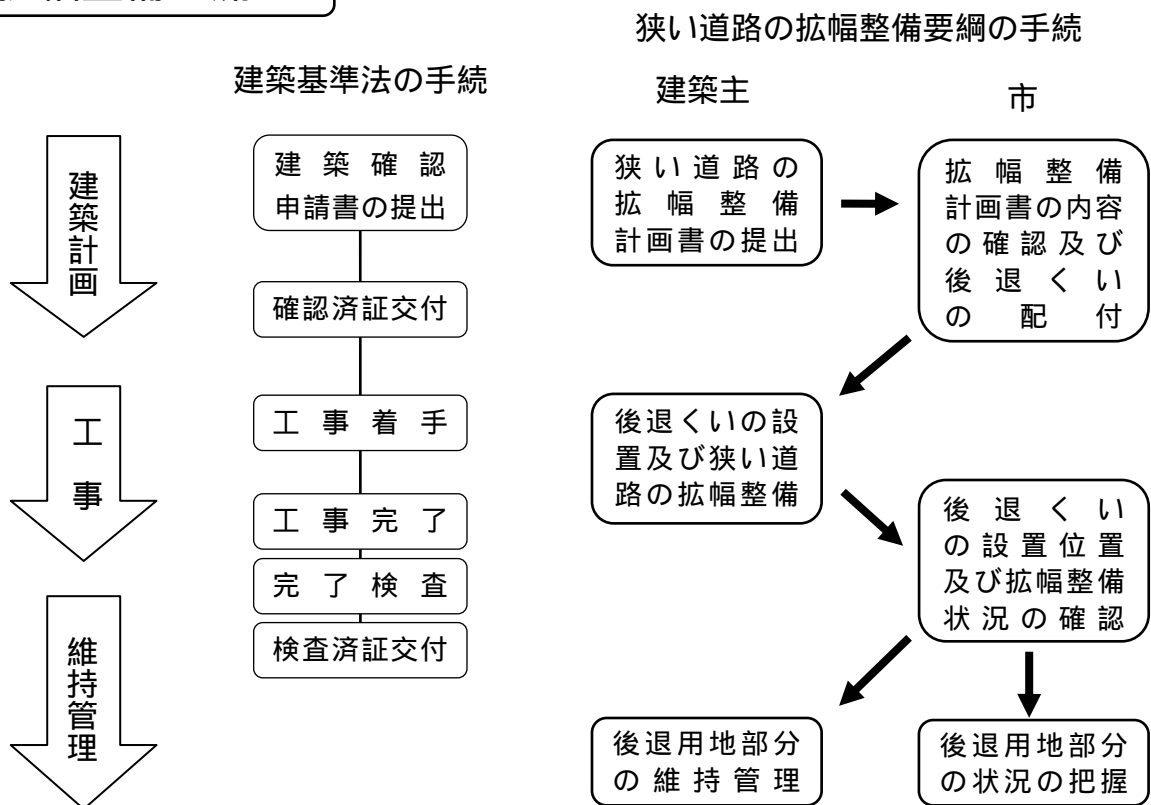 狭い道路の拡幅整備要綱の手続
建築基準法の手続
建築主
市
建築計画
工事
維持管理
建築確認
申請書の提出
確認済証交付
工事着手
工事完了
完了検査
検査済証交付
狭い道路の
拡幅整備
計画書の提出
拡幅整備
計画書の内容
の確認及び
後退くい
の配付
後退くいの設
置及び狭い道
路の拡幅整備
後退くい
の設置位置
及び拡幅整備
状況の確認
後退用地部分
の維持管理
後退用地部分
の状況の把握